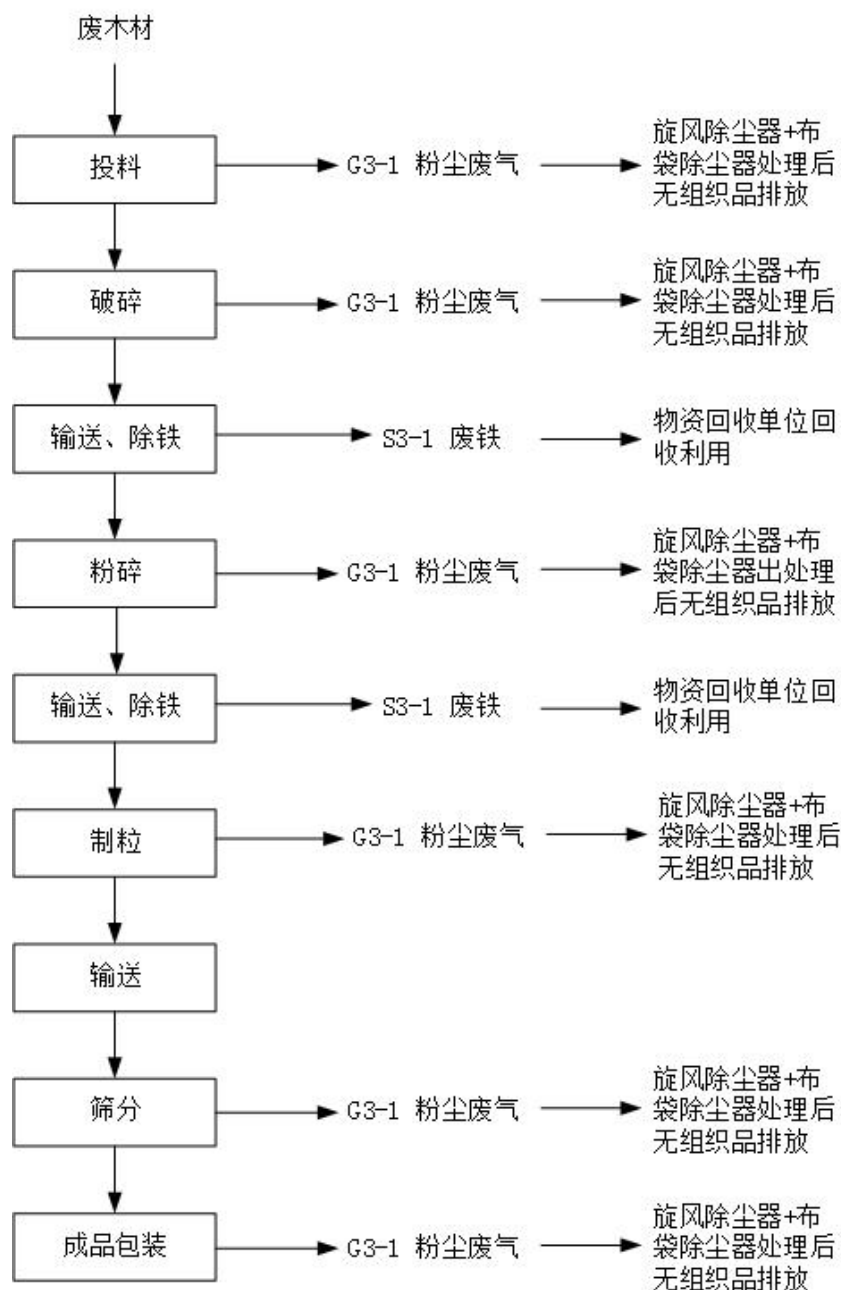 废木材
投料
G3-1 粉尘废气
旋风除尘器+布
袋除尘器处理后
无组织品排放
破碎
G3-1 粉尘废气
旋风除尘器+布
袋除尘器处理后
无组织品排放
输送、除铁
S3-1 废铁
物资回收单位回
收利用
粉碎
G3-1 粉尘废气
旋风除尘器+布
袋除尘器出处理
后无组织品排放
输送、除铁
S3-1 废铁
物资回收单位回
收利用
制粒
G3-1 粉尘废气
旋风除尘器+布
袋除尘器处理后
无组织品排放
输送
筛分
G3-1 粉尘废气
旋风除尘器+布
袋除尘器处理后
无组织品排放
成品包装
G3-1 粉尘废气
旋风除尘器+布
袋除尘器处理后
无组织品排放